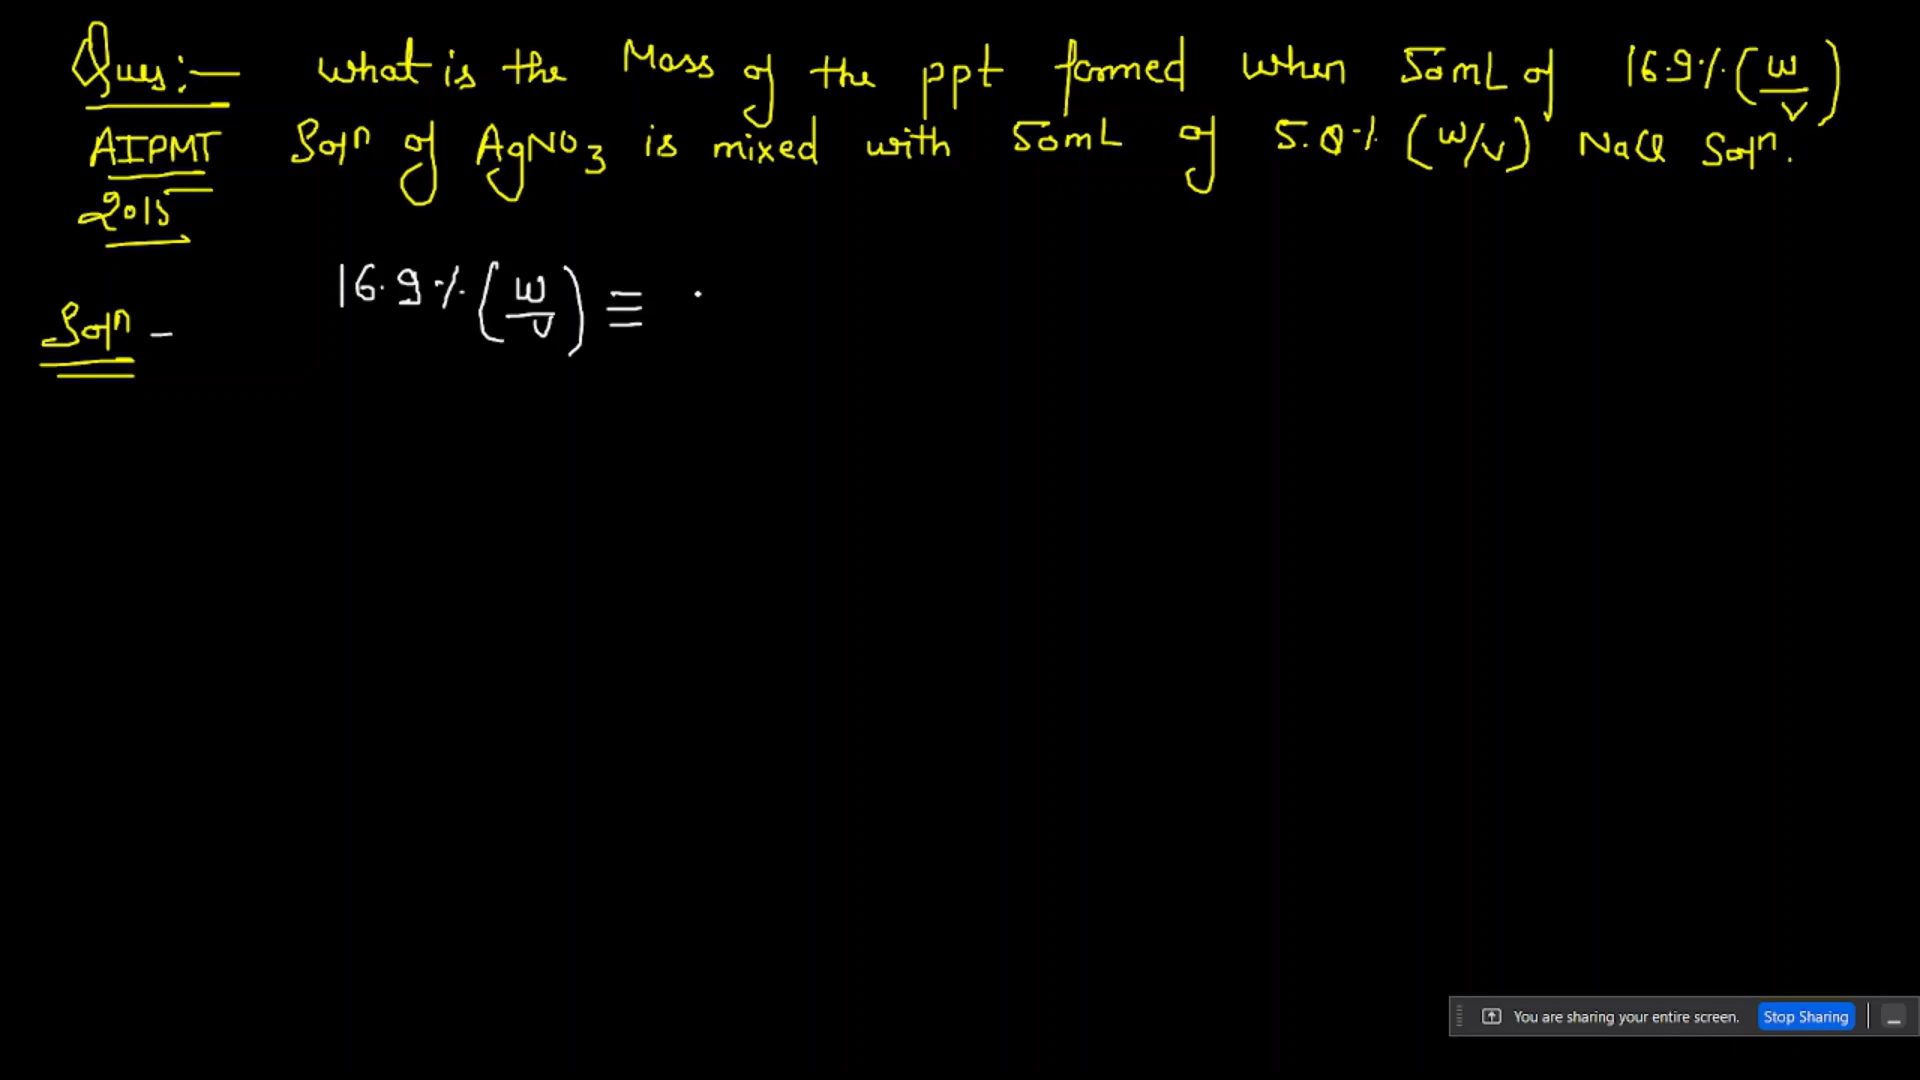 Ques:- what is the Mass of the ppt formed when 50mL of 16.9% (w/v)
AIPMT Soln of AgNO3 is mixed with 50mL of 5.8% (w/v) NaCl Soln.
2015
16.9% (w/v) ≡
Soln -
You are sharing your entire screen. Stop Sharing